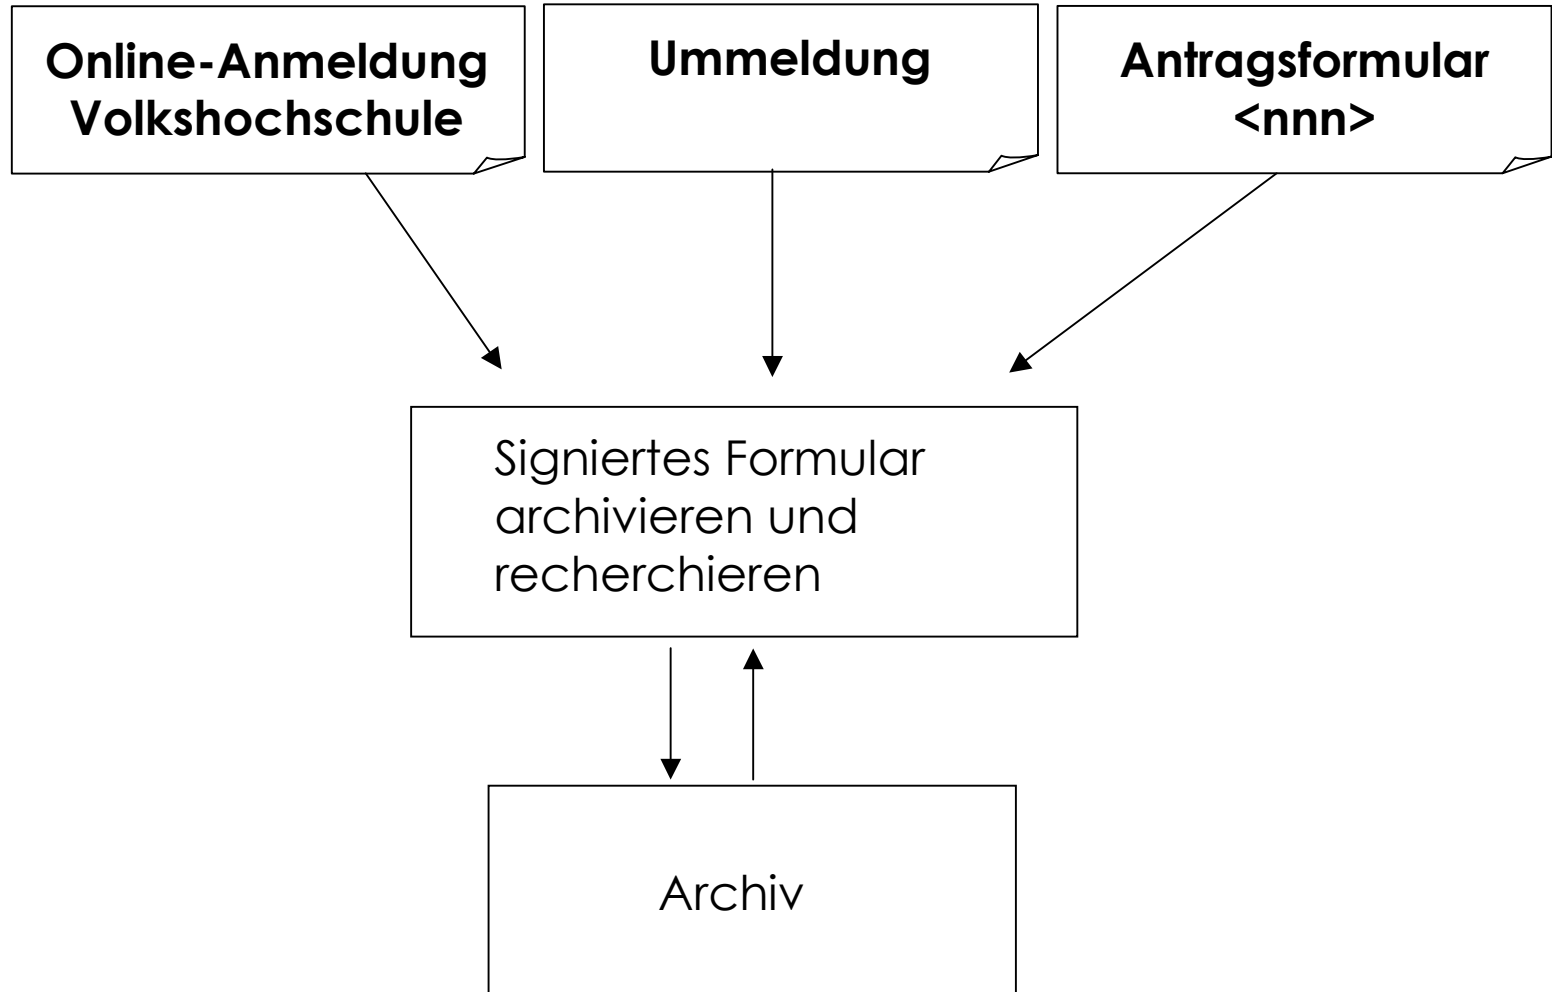 Online-Anmeldung
Volkshochschule
Ummeldung
Antragsformular
<nnn>
Signiertes Formular
archivieren und
recherchieren
Archiv